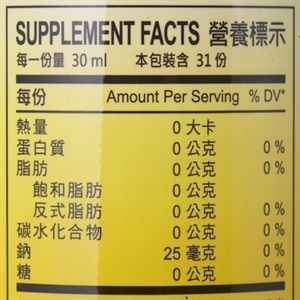 SUPPLEMENT FACTS 營養標示
每一份量 30 ml 本包裝含 31 份
每份 Amount Per Serving % DV*
熱量 0 大卡
蛋白質 0 公克 0 %
脂肪 0 公克 0 %
飽和脂肪 0 公克 0 %
反式脂肪 0 公克 0 %
碳水化合物 0 公克 0 %
鈉 25 毫克 0 %
糖 0 公克 0 %